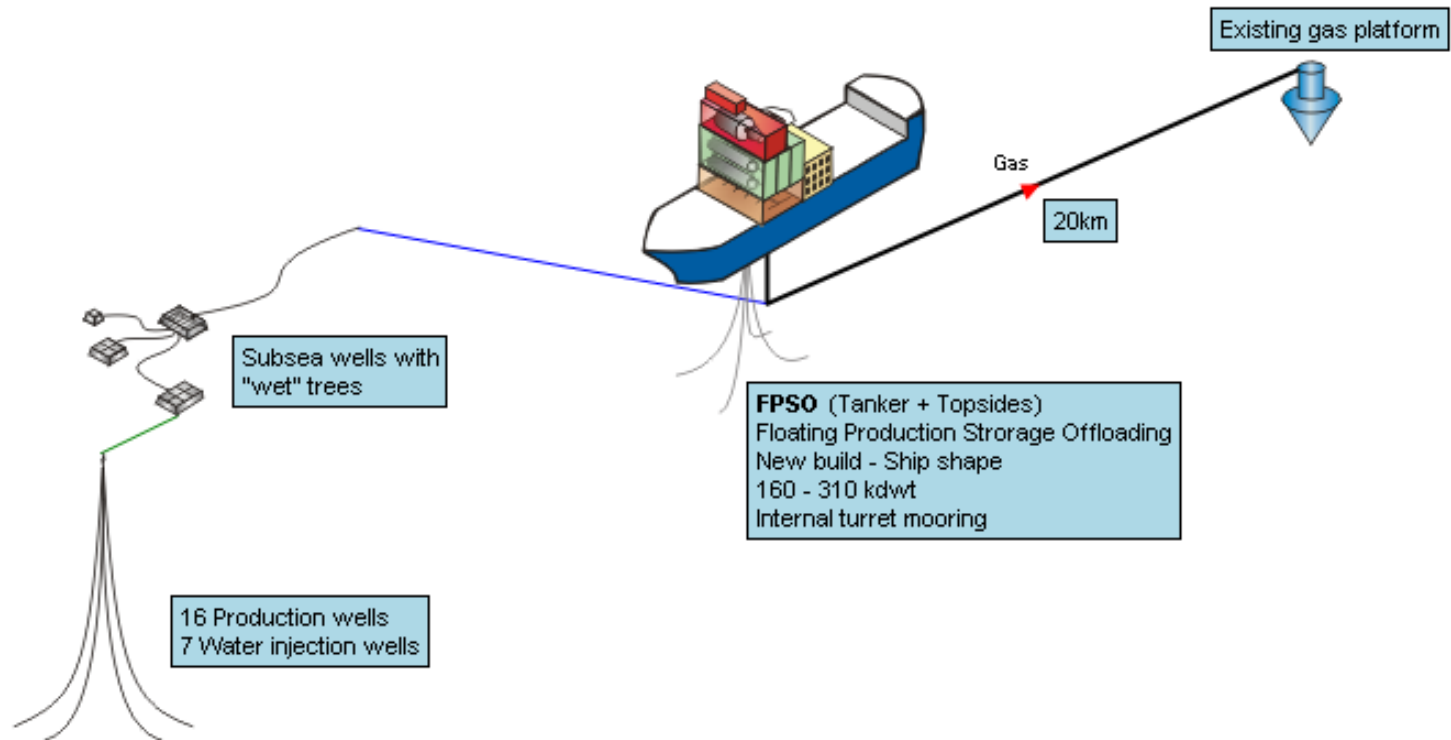 Existing gas platform
Gas
20km
Subsea wells with
"wet" trees
FPSO (Tanker + Topsides)
Floating Production Strorage Offloading
New build - Ship shape
160 - 310 kdwt
Internal turret mooring
16 Production wells
7 Water injection wells